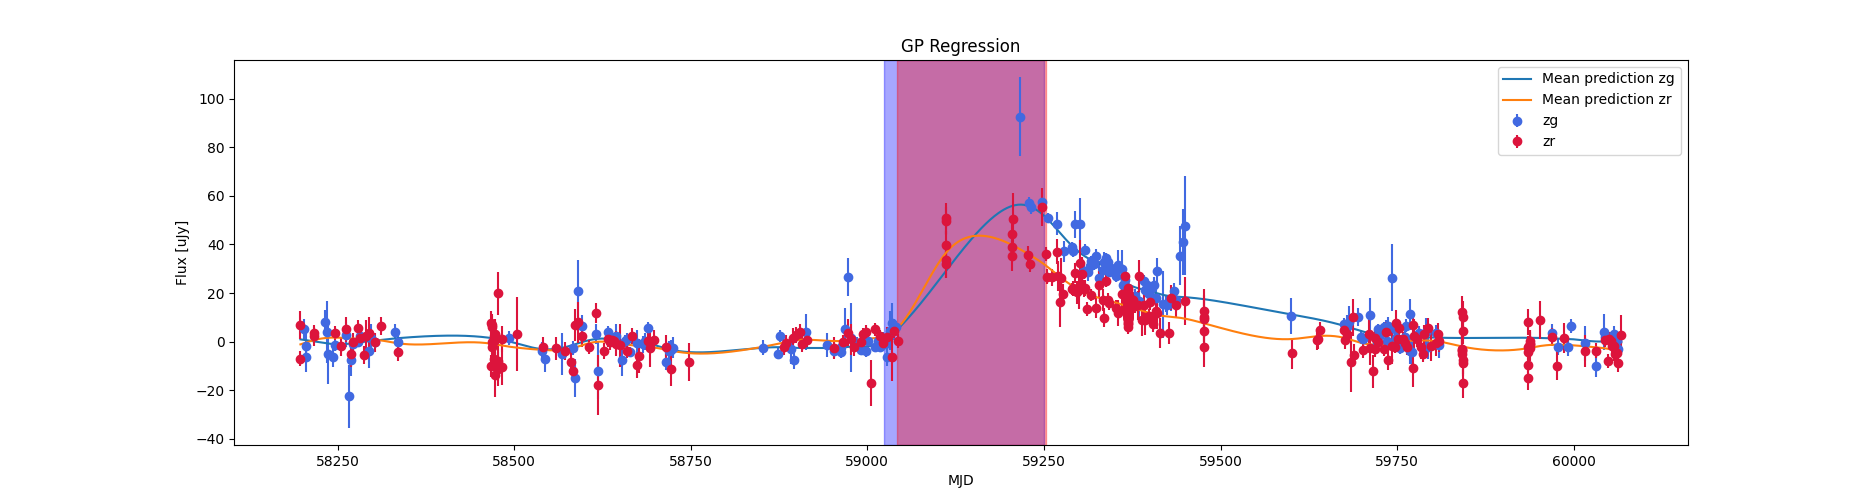 GP Regression
Flux [uJy]
100
80
60
40
20
0
−20
−40
Mean prediction zg
Mean prediction zr
zg
zr
58250
58500
58750
59000
59250
59500
59750
60000
MJD